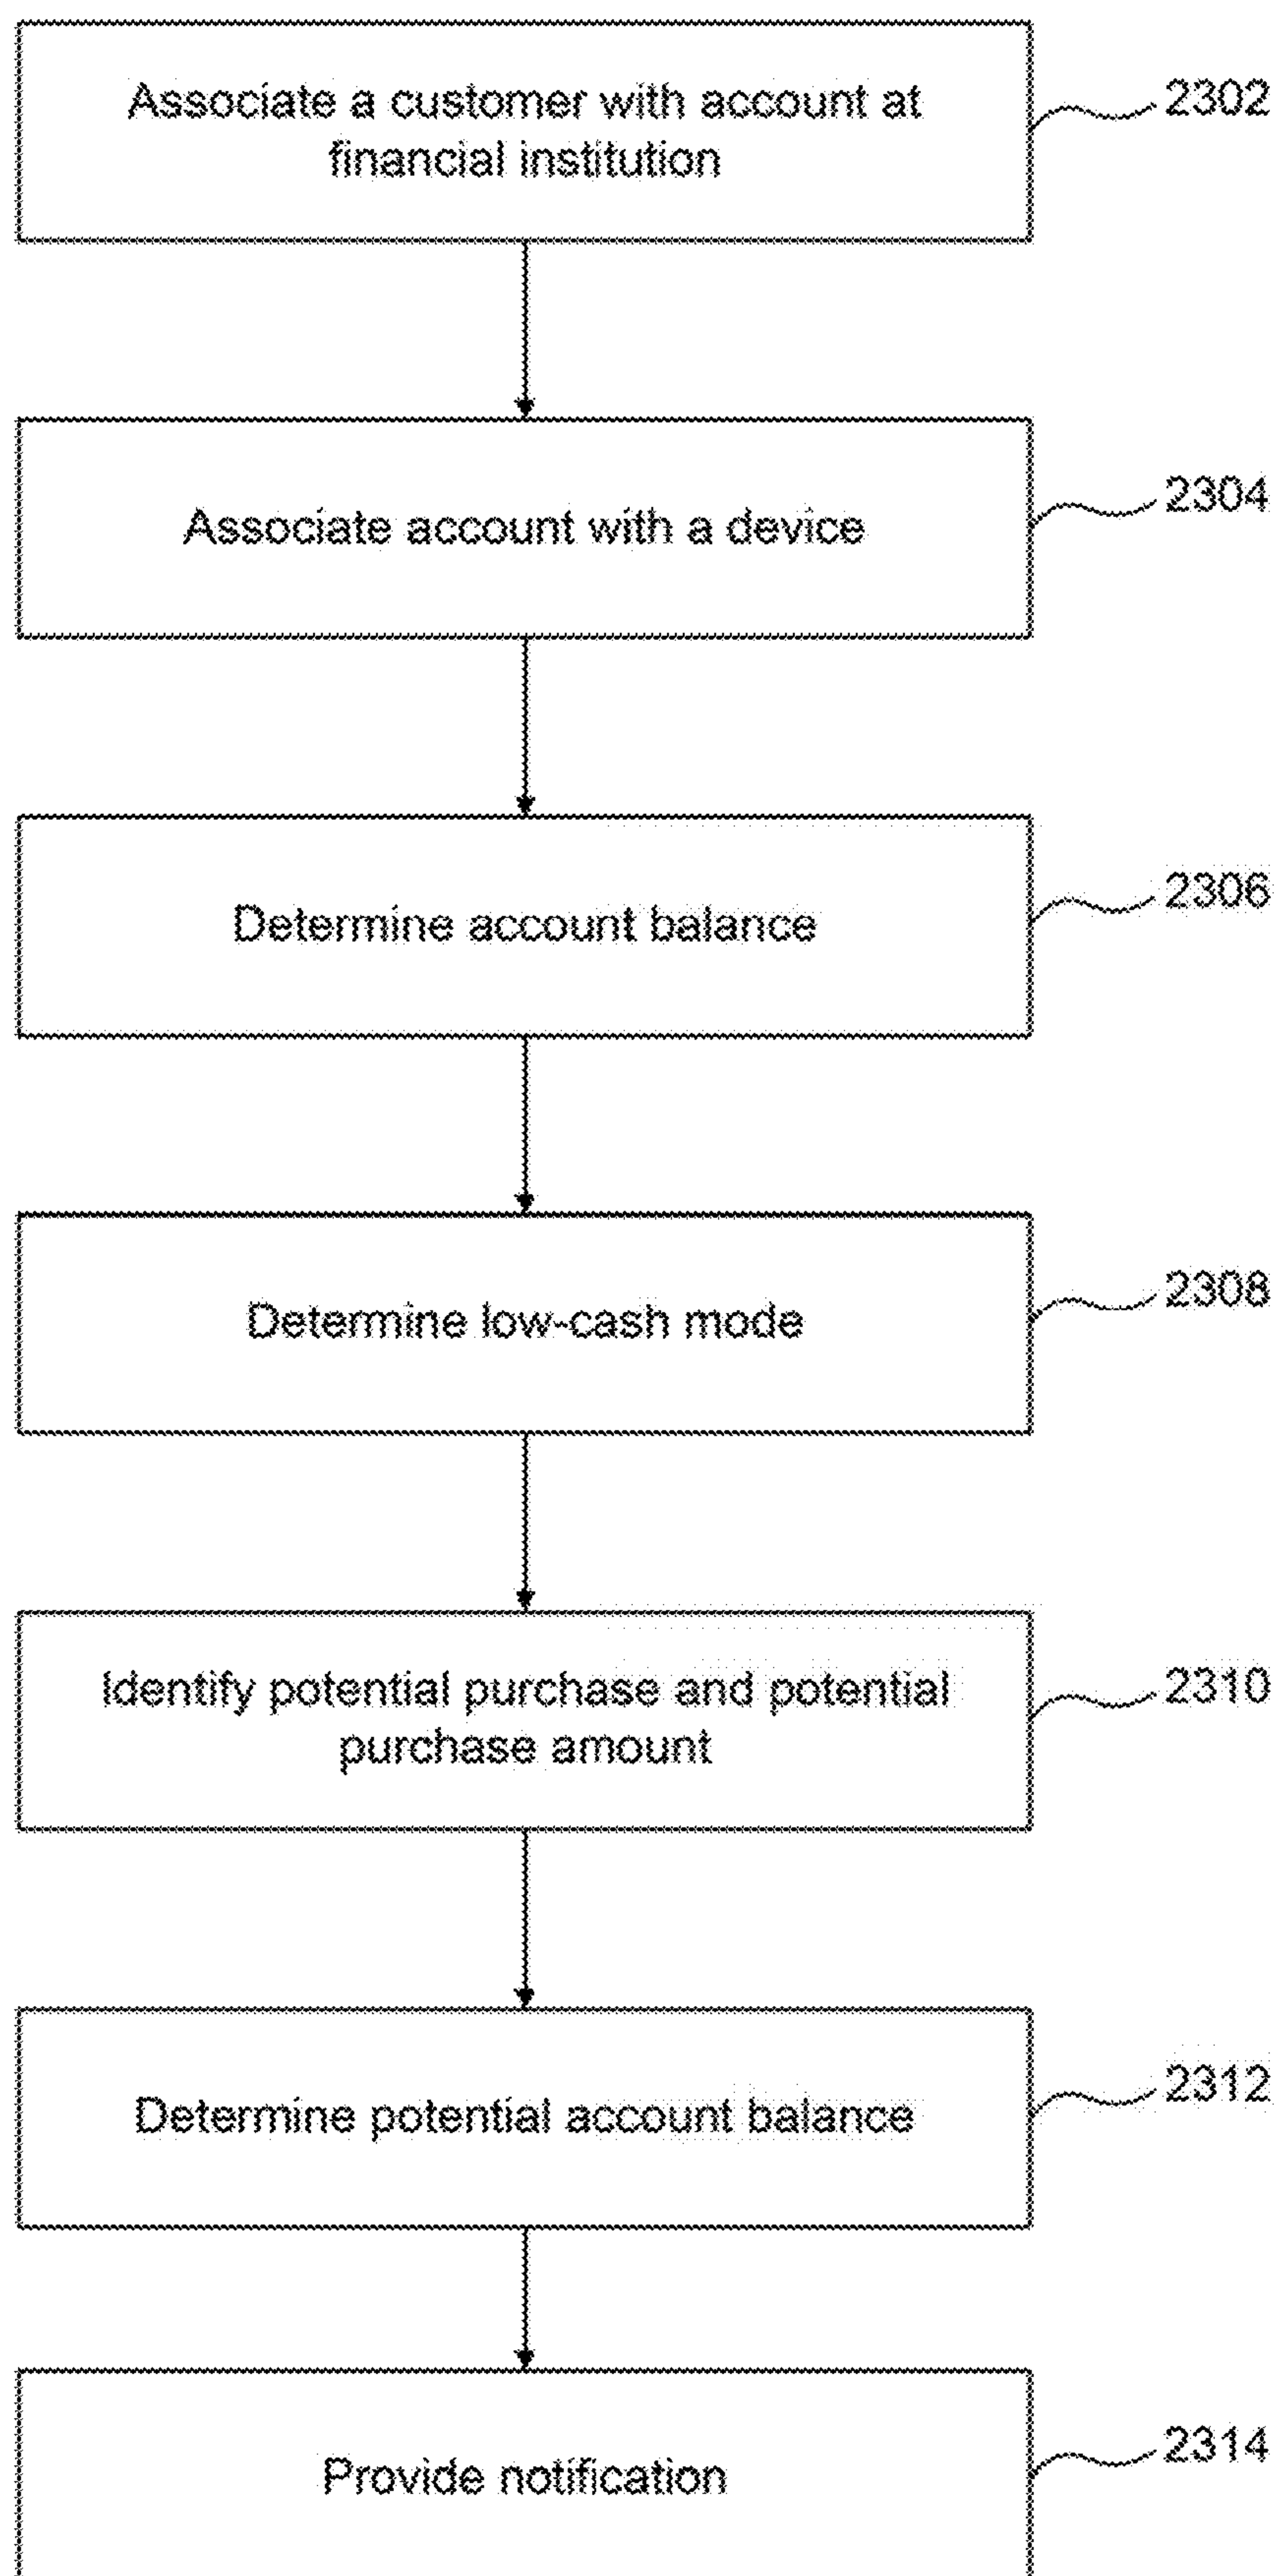 Associate a customer with account at
financial institution
2302
Associate account with a device
2304
Determine account balance
2306
Determine low-cash mode
2308
Identify potential purchase and potential
purchase amount
2310
Determine potential account balance
2312
Provide notification
2314